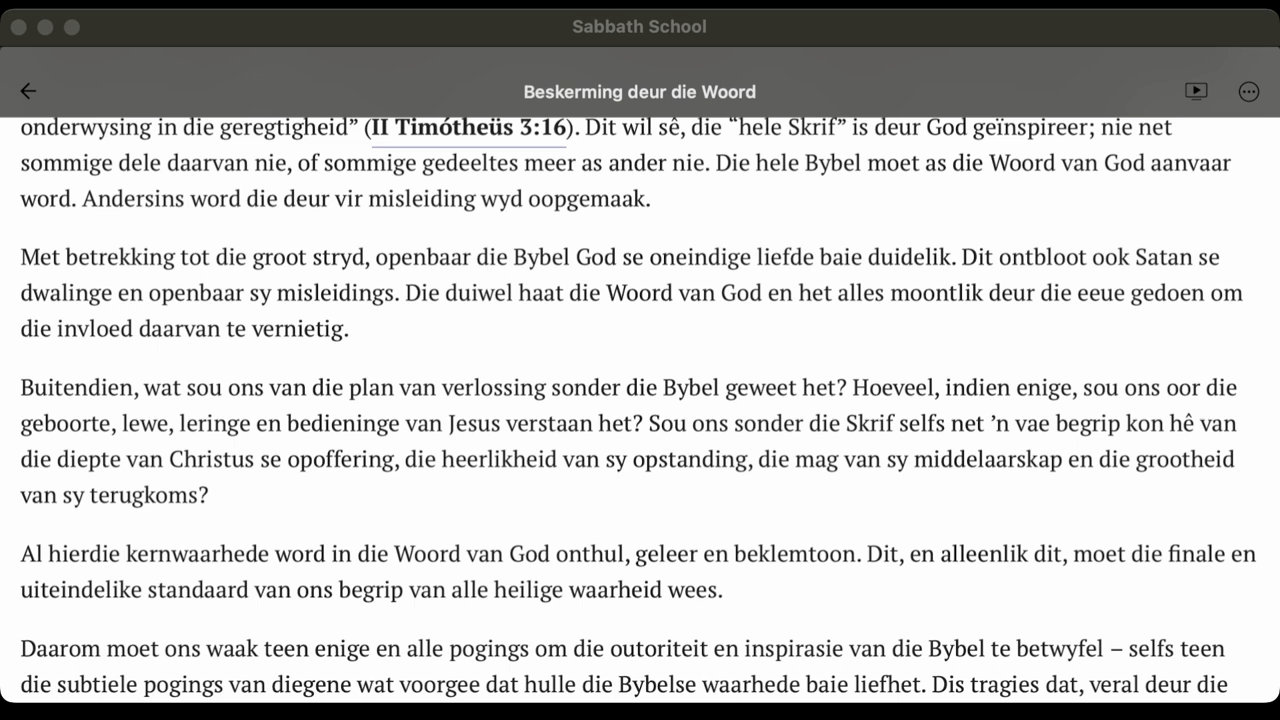 Sabbath School
Beskerming deur die Woord
onderwysing in die geregtigheid” (II Timótheüs 3:16). Dit wil sê, die “hele Skrif” is deur God geïnspireer; nie net
sommige dele daarvan nie, of sommige gedeeltes meer as ander nie. Die hele Bybel moet as die Woord van God aanvaar
word. Andersins word die deur vir misleiding wyd oopgemaak.
Met betrekking tot die groot stryd, openbaar die Bybel God se oneindige liefde baie duidelik. Dit ontbloot ook Satan se
dwalinge en openbaar sy misleidings. Die duiwel haat die Woord van God en het alles moontlik deur die eeue gedoen om
die invloed daarvan te vernietig.
Buitendien, wat sou ons van die plan van verlossing sonder die Bybel geweet het? Hoeveel, indien enige, sou ons oor die
geboorte, lewe, leringe en bedieninge van Jesus verstaan het? Sou ons sonder die Skrif selfs net ’n vae begrip kon hê van
die diepte van Christus se opoffering, die heerlikheid van sy opstanding, die mag van sy middelaarskap en die grootheid
van sy terugkoms?
Al hierdie kernwaarhede word in die Woord van God onthul, geleer en beklemtoon. Dit, en alleenlik dit, moet die finale en
uiteindelike standaard van ons begrip van alle heilige waarheid wees.
Daarom moet ons waak teen enige en alle pogings om die outoriteit en inspirasie van die Bybel te betwyfel – selfs teen
die subtiele pogings van diegene wat voorgee dat hulle die Bybelse waarhede baie liefhet. Dis tragies dat, veral deur die